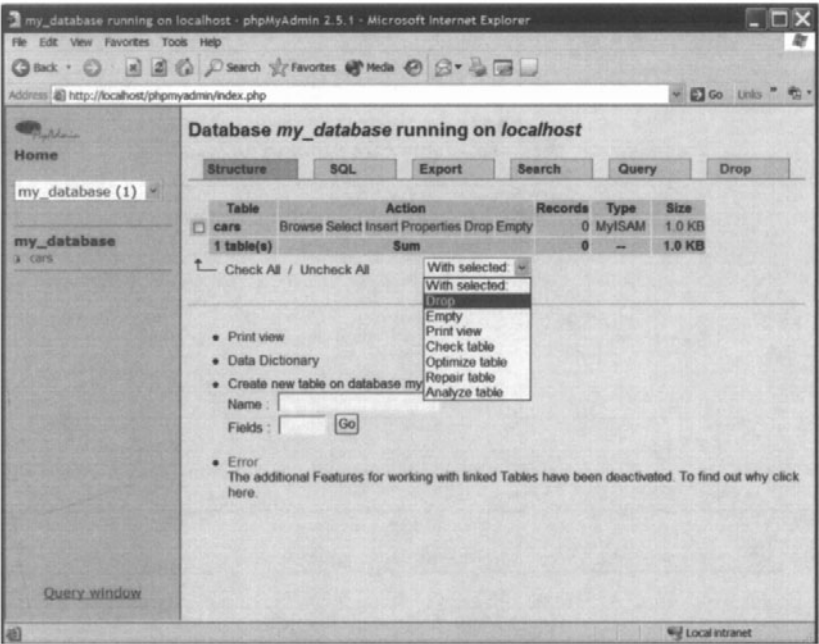 my_database running on localhost - phpMyAdmin 2.5.1 - Microsoft Internet Explorer
File Edit View Favorites Tools Help
Back Search Favorites Media
Address http://localhost/phpmyadmin/index.php Go Links »
Home
my_database (1)
my_database
cars
Query window
Database my_database running on localhost
Structure SQL Export Search Query Drop
Table Action Records Type Size
cars Browse Select Insert Properties Drop Empty 0 MyISAM 1.0 KB
1 table(s) Sum 0 -- 1.0 KB
Check All / Uncheck All With selected:
With selected:
Drop
Empty
Print view
Check table
Optimize table
Repair table
Analyze table
• Print view
• Data Dictionary
• Create new table on database my
Name :
Fields : Go
• Error
The additional Features for working with linked Tables have been deactivated. To find out why click
here.
Local intranet